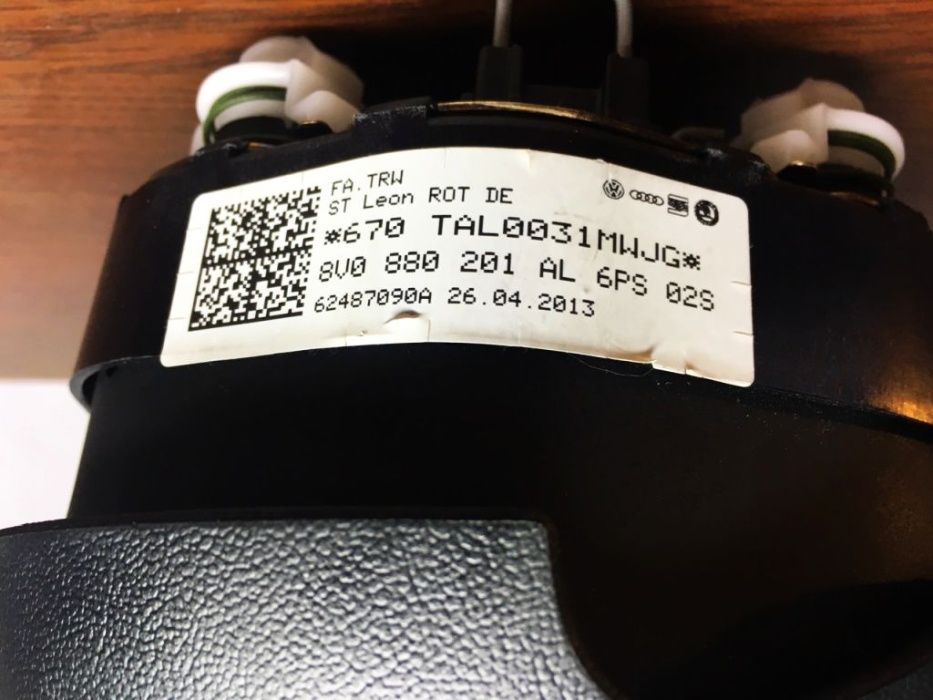 FA.TRW
ST Leon ROT DE
*670 TAL0031MWJG*
8V0 880 201 AL 6PS 02S
62487090A 26.04.2013